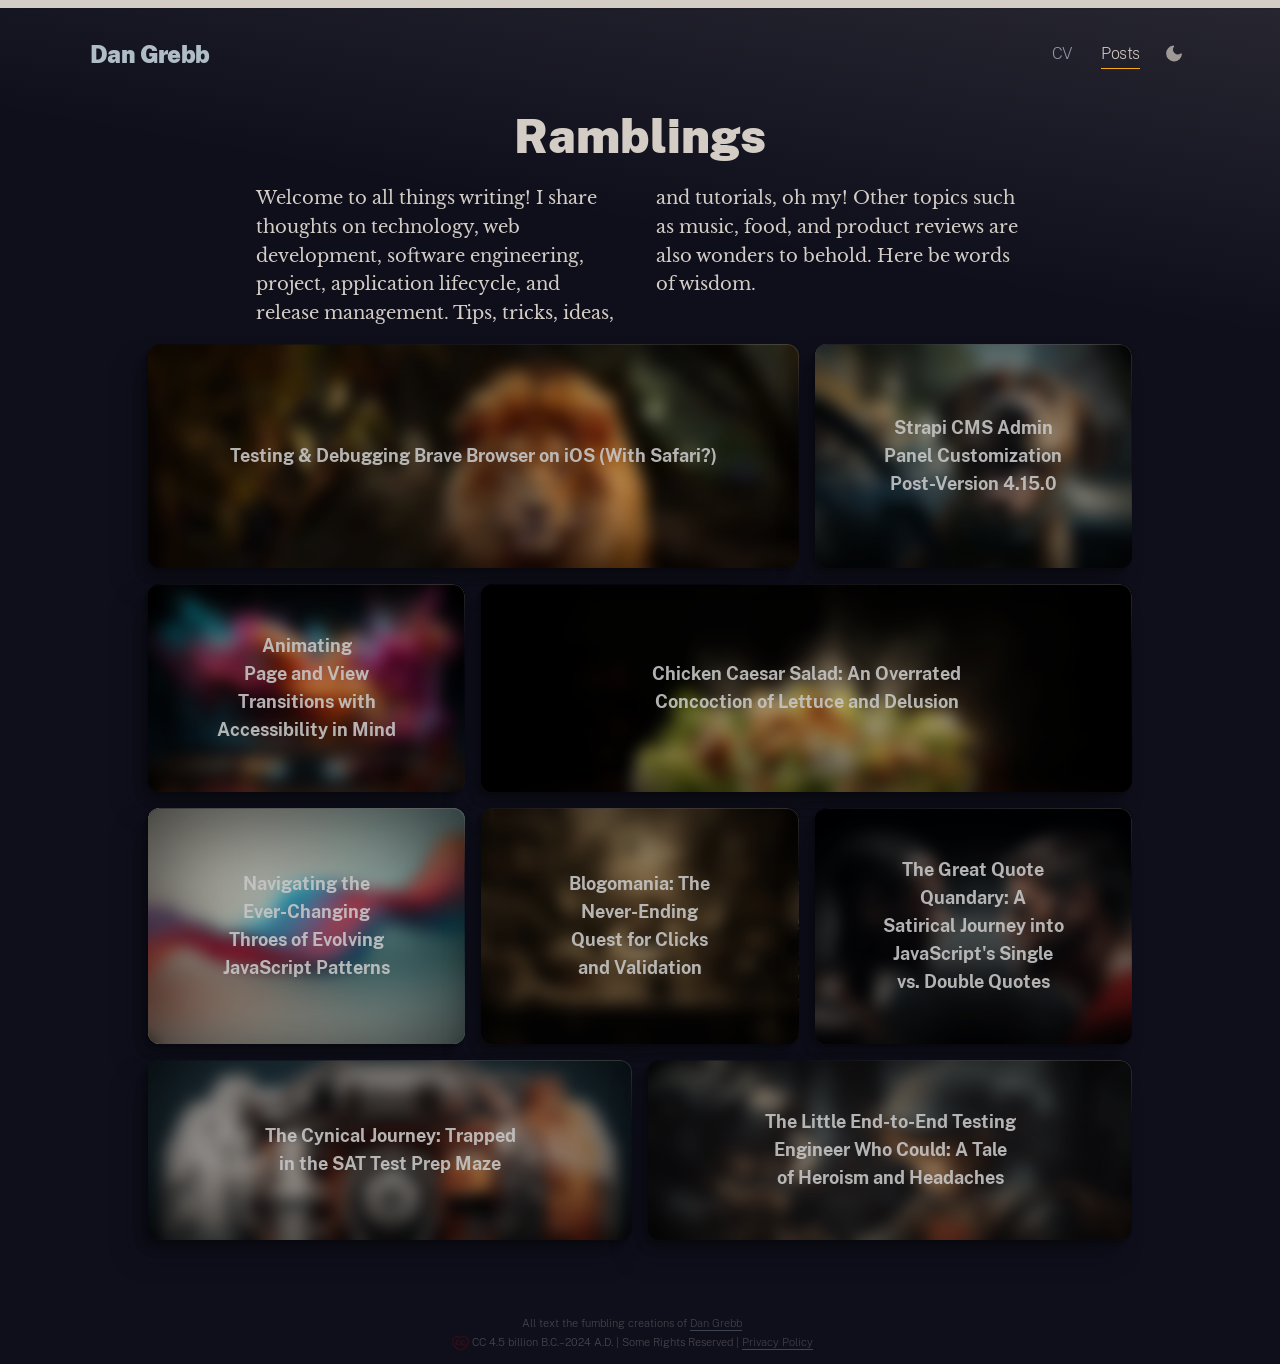 Dan Grebb
CV
Posts
Ramblings
Welcome to all things writing! I share
thoughts on technology, web
development, software engineering,
project, application lifecycle, and
release management. Tips, tricks, ideas,
and tutorials, oh my! Other topics such
as music, food, and product reviews are
also wonders to behold. Here be words
of wisdom.
Testing & Debugging Brave Browser on iOS (With Safari?)
Strapi CMS Admin
Panel Customization
Post-Version 4.15.0
Animating
Page and View
Transitions with
Accessibility in Mind
Chicken Caesar Salad: An Overrated
Concoction of Lettuce and Delusion
Navigating the
Ever-Changing
Throes of Evolving
JavaScript Patterns
Blogomania: The
Never-Ending
Quest for Clicks
and Validation
The Great Quote
Quandary: A
Satirical Journey into
JavaScript's Single
vs. Double Quotes
The Cynical Journey: Trapped
in the SAT Test Prep Maze
The Little End-to-End Testing
Engineer Who Could: A Tale
of Heroism and Headaches
All text the fumbling creations of Dan Grebb
CC 4.5 billion B.C.–2024 A.D. | Some Rights Reserved | Privacy Policy